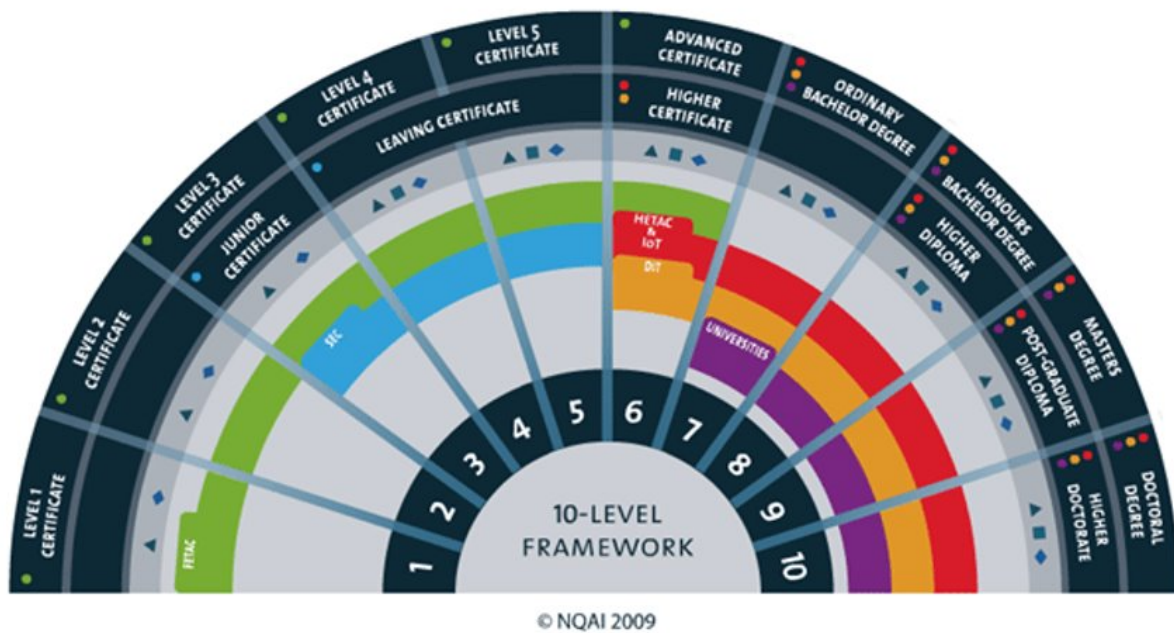 LEVEL 1
CERTIFICATE
LEVEL 2
CERTIFICATE
LEVEL 3
CERTIFICATE
LEVEL 4
CERTIFICATE
LEVEL 5
CERTIFICATE
ADVANCED
CERTIFICATE
ORDINARY
BACHELOR DEGREE
HONOURS
BACHELOR DEGREE
MASTERS
DEGREE
DOCTORAL
DEGREE
JUNIOR
CERTIFICATE
LEAVING CERTIFICATE
HIGHER
CERTIFICATE
HIGHER
DIPLOMA
POST-GRADUATE
DIPLOMA
HIGHER
DOCTORATE
FETAC
SEC
HETAC
&
IoT
DIT
UNIVERSITIES
1
2
3
4
5
6
7
8
9
10
10-LEVEL
FRAMEWORK
© NQAI 2009